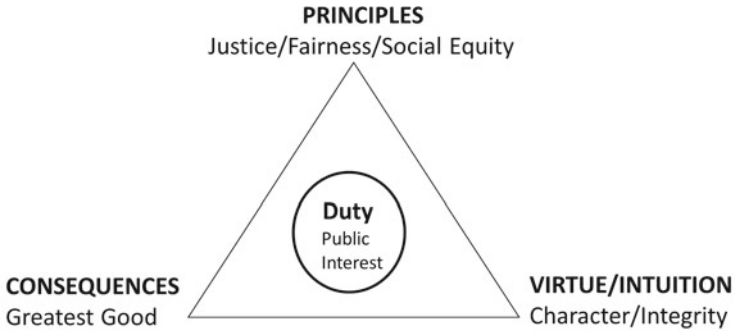 PRINCIPLES
Justice/Fairness/Social Equity
Duty
Public
Interest
CONSEQUENCES
Greatest Good
VIRTUE/INTUITION
Character/Integrity